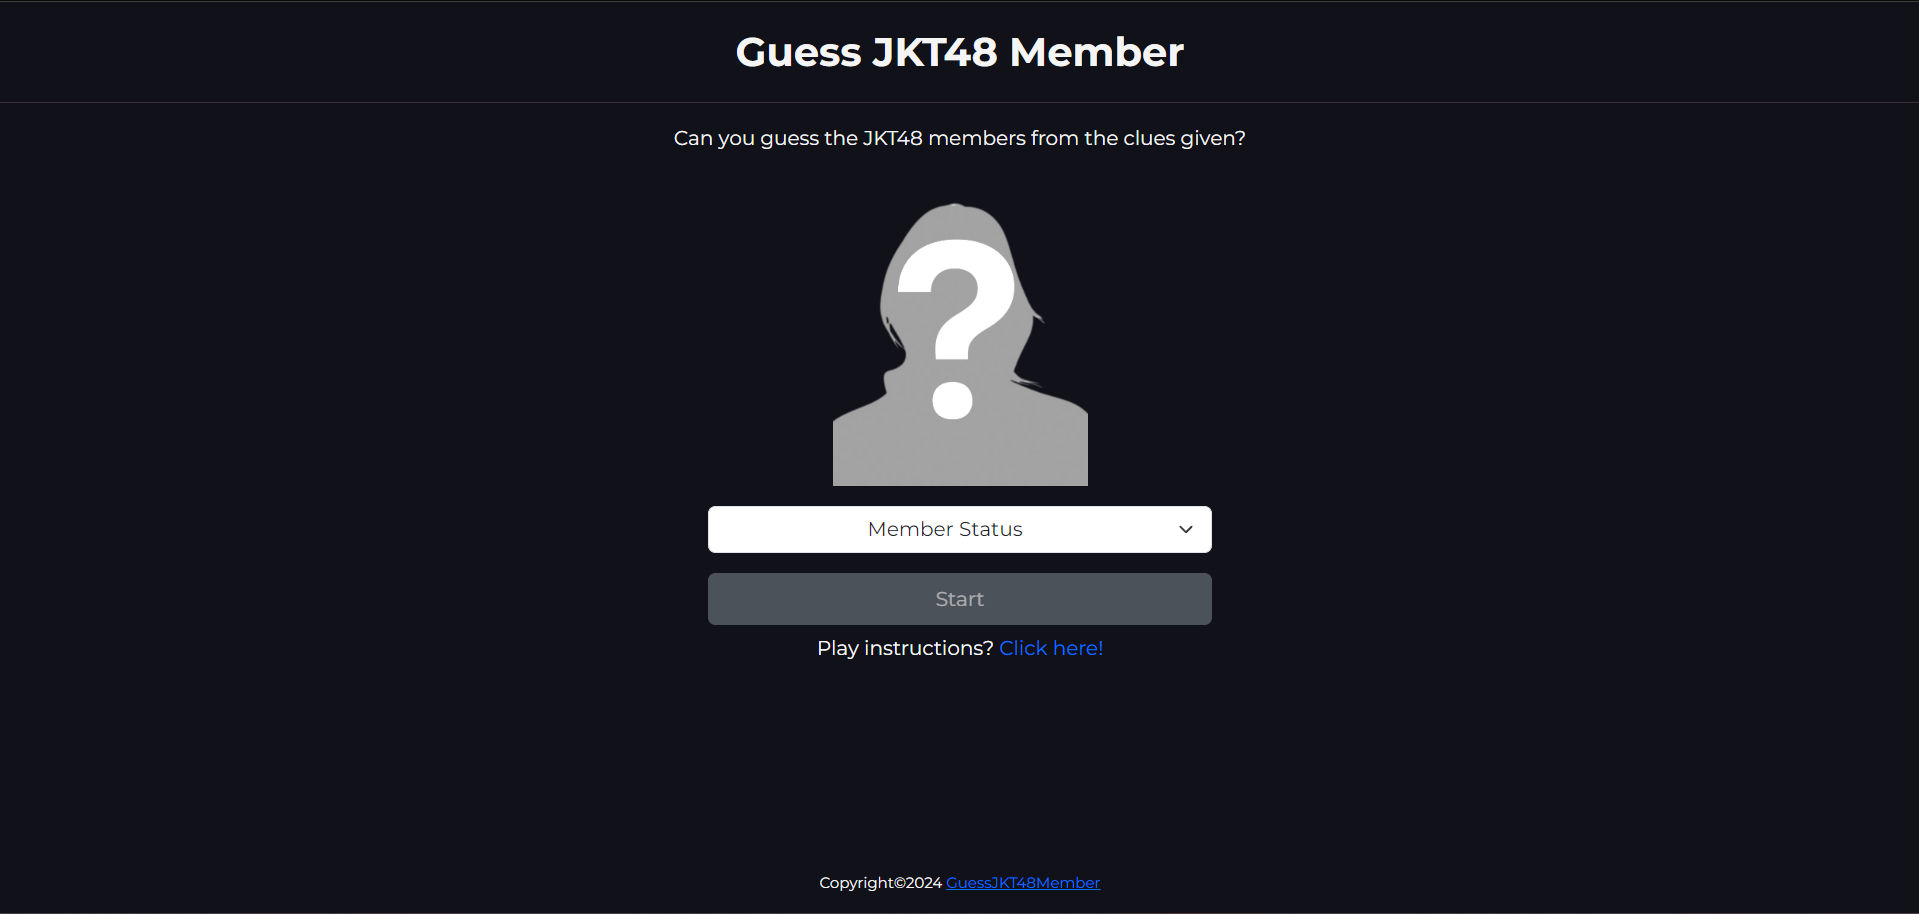 Guess JKT48 Member
Can you guess the JKT48 members from the clues given?
?
Member Status
Start
Play instructions? Click here!
Copyright©2024 GuessJKT48Member